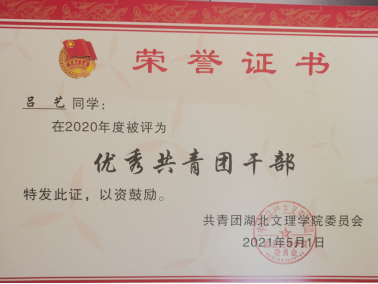 荣誉证书
吕艺同学：
在2020年度被评为
优秀共青团干部
特发此证，以资鼓励。
共青团湖北文理学院委员会
2021年5月1日